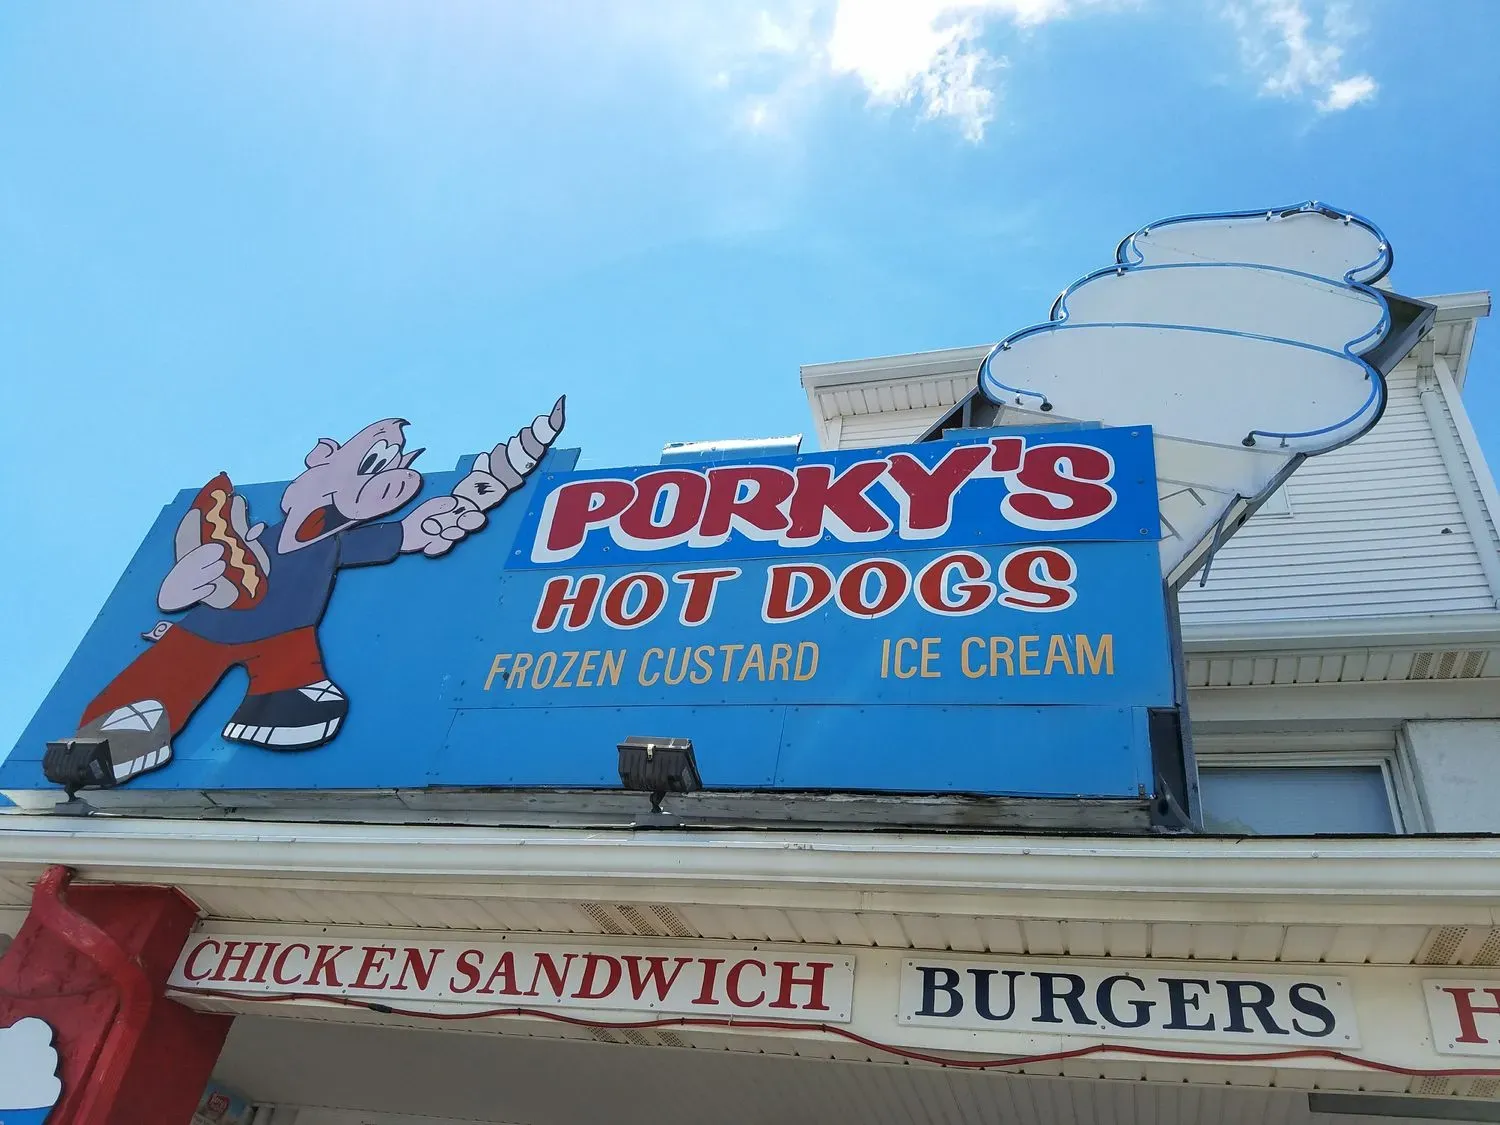 PORKY'S
HOT DOGS
FROZEN CUSTARD ICE CREAM
CHICKEN SANDWICH BURGERS H